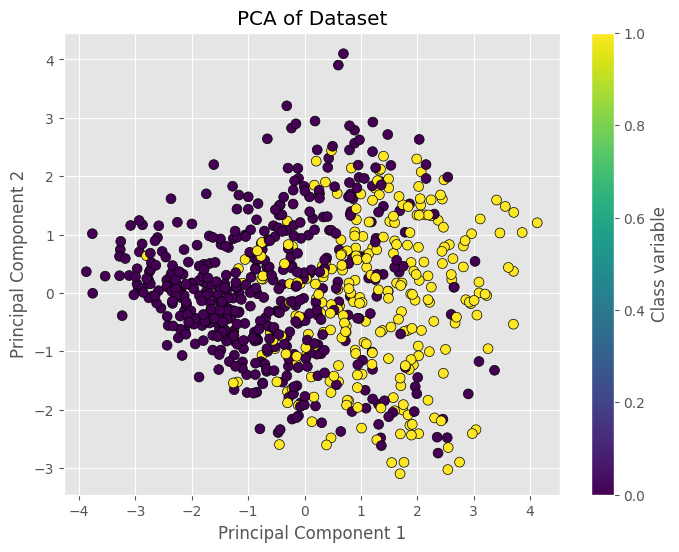 PCA of Dataset
4
3
2
1
0
−1
−2
−3
Principal Component 2
−4 −3 −2 −1 0 1 2 3 4
Principal Component 1
1.0
0.8
0.6
0.4
0.2
0.0
Class variable